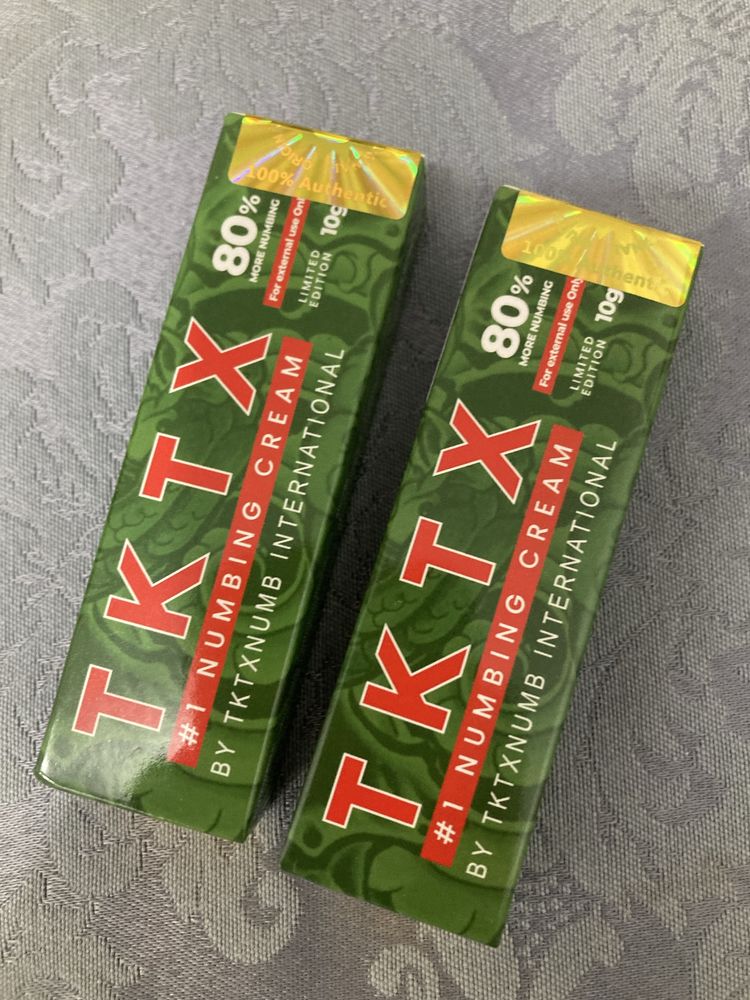 100% Authentic
80%
MORE NUMBING
For external use Only
LIMITED
EDITION
10g
TKTX
#1 NUMBING CREAM
BY TKTXNUMB INTERNATIONAL
100% Authentic
80%
MORE NUMBING
For external use Only
LIMITED
EDITION
10g
TKTX
#1 NUMBING CREAM
BY TKTXNUMB INTERNATIONAL